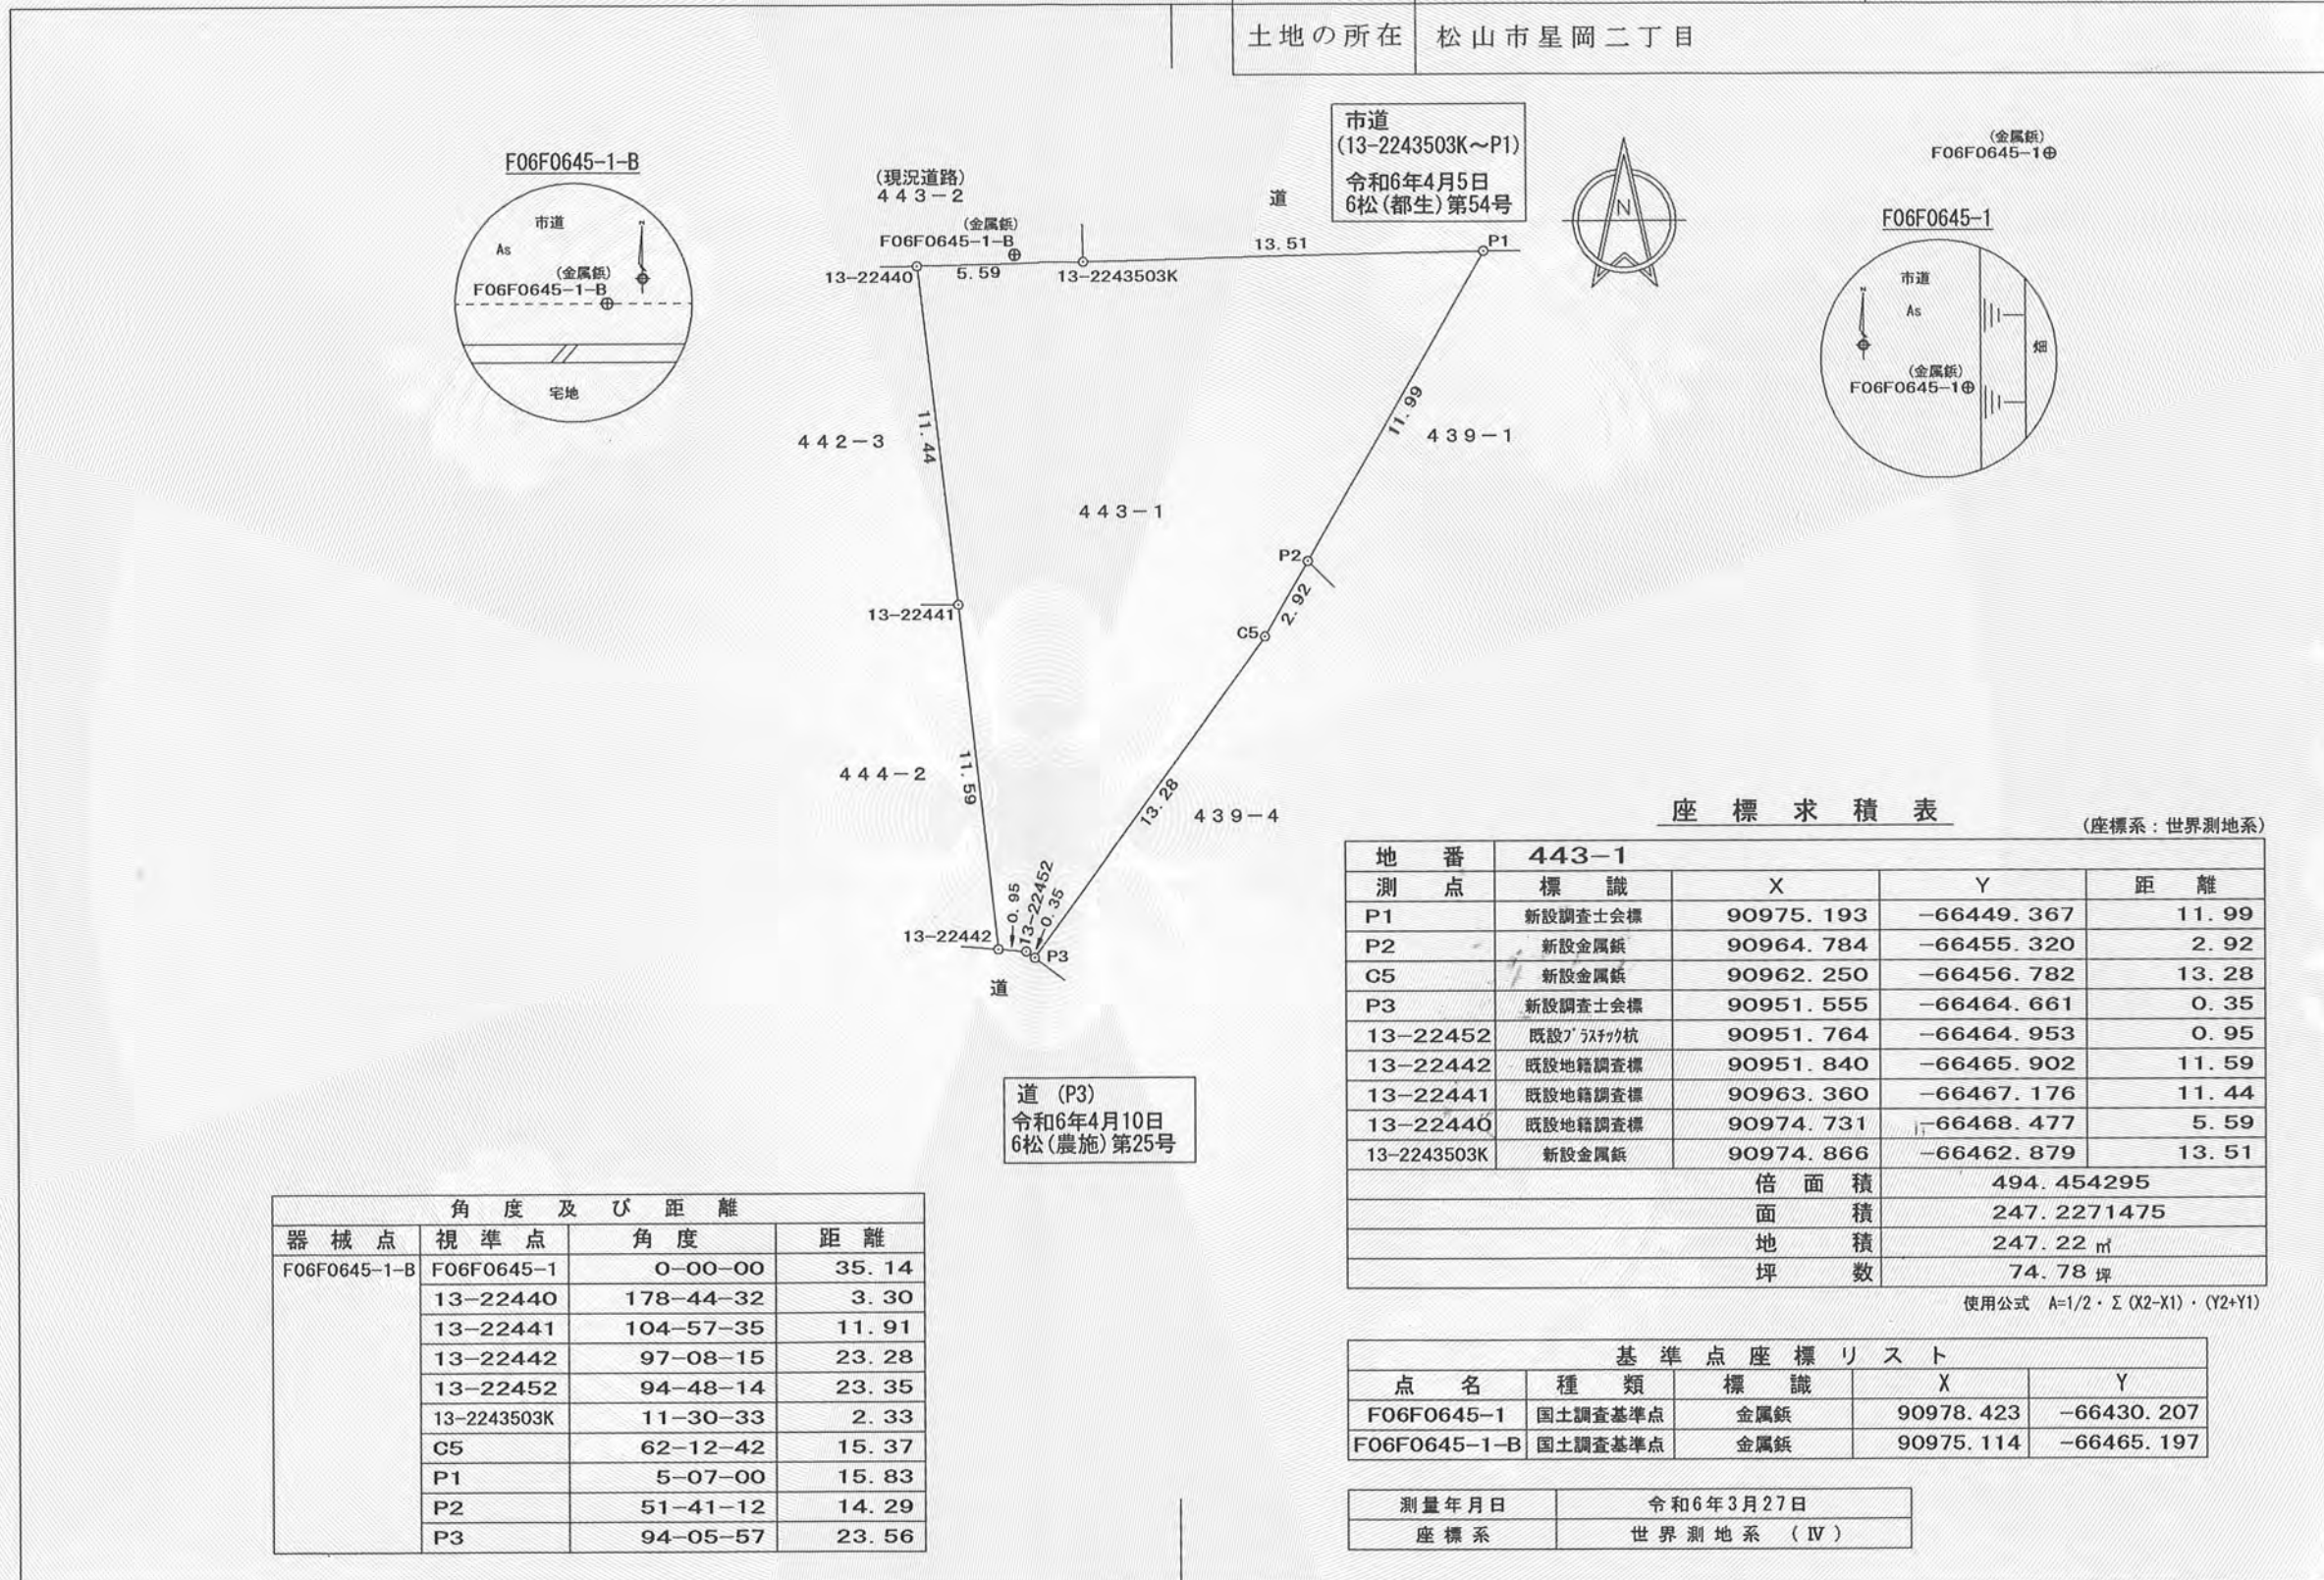 土地の所在 松山市星岡二丁目
市道
(13-2243503K～P1)
令和6年4月5日
6松(都生)第54号
(金属鋲)
F06F0645-1
F06F0645-1-B
市道
As
N
(金属鋲)
F06F0645-1-B
宅地
(現況道路)
443-2
(金属鋲)
F06F0645-1-B
道
N
F06F0645-1
市道
N
As
畑
(金属鋲)
F06F0645-1
13-22440
5.59
13-2243503K
13.51
P1
11.44
442-3
11.99
439-1
443-1
P2
2.92
13-22441
C5
11.59
444-2
13.28
439-4
0.95
13-22452
0.35
13-22442
P3
道
道 (P3)
令和6年4月10日
6松(農施)第25号
座標求積表
(座標系：世界測地系)
地番 443-1
測点 標識 X Y 距離
P1 新設調査士会標 90975.193 -66449.367 11.99
P2 新設金属鋲 90964.784 -66455.320 2.92
C5 新設金属鋲 90962.250 -66456.782 13.28
P3 新設調査士会標 90951.555 -66464.661 0.35
13-22452 既設ﾌﾟﾗｽﾁｯｸ杭 90951.764 -66464.953 0.95
13-22442 既設地籍調査標 90951.840 -66465.902 11.59
13-22441 既設地籍調査標 90963.360 -66467.176 11.44
13-22440 既設地籍調査標 90974.731 -66468.477 5.59
13-2243503K 新設金属鋲 90974.866 -66462.879 13.51
倍面積 494.454295
面積 247.2271475
地積 247.22 ㎡
坪数 74.78 坪
使用公式 A=1/2・Σ(X2-X1)・(Y2+Y1)
角度及び距離
器械点 視準点 角度 距離
F06F0645-1-B F06F0645-1 0-00-00 35.14
13-22440 178-44-32 3.30
13-22441 104-57-35 11.91
13-22442 97-08-15 23.28
13-22452 94-48-14 23.35
13-2243503K 11-30-33 2.33
C5 62-12-42 15.37
P1 5-07-00 15.83
P2 51-41-12 14.29
P3 94-05-57 23.56
基準点座標リスト
点名 種類 標識 X Y
F06F0645-1 国土調査基準点 金属鋲 90978.423 -66430.207
F06F0645-1-B 国土調査基準点 金属鋲 90975.114 -66465.197
測量年月日 令和6年3月27日
座標系 世界測地系 (Ⅳ)